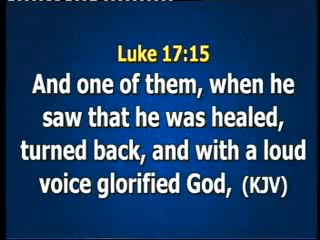 Luke 17:15
And one of them, when he
saw that he was healed,
turned back, and with a loud
voice glorified God, (KJV)